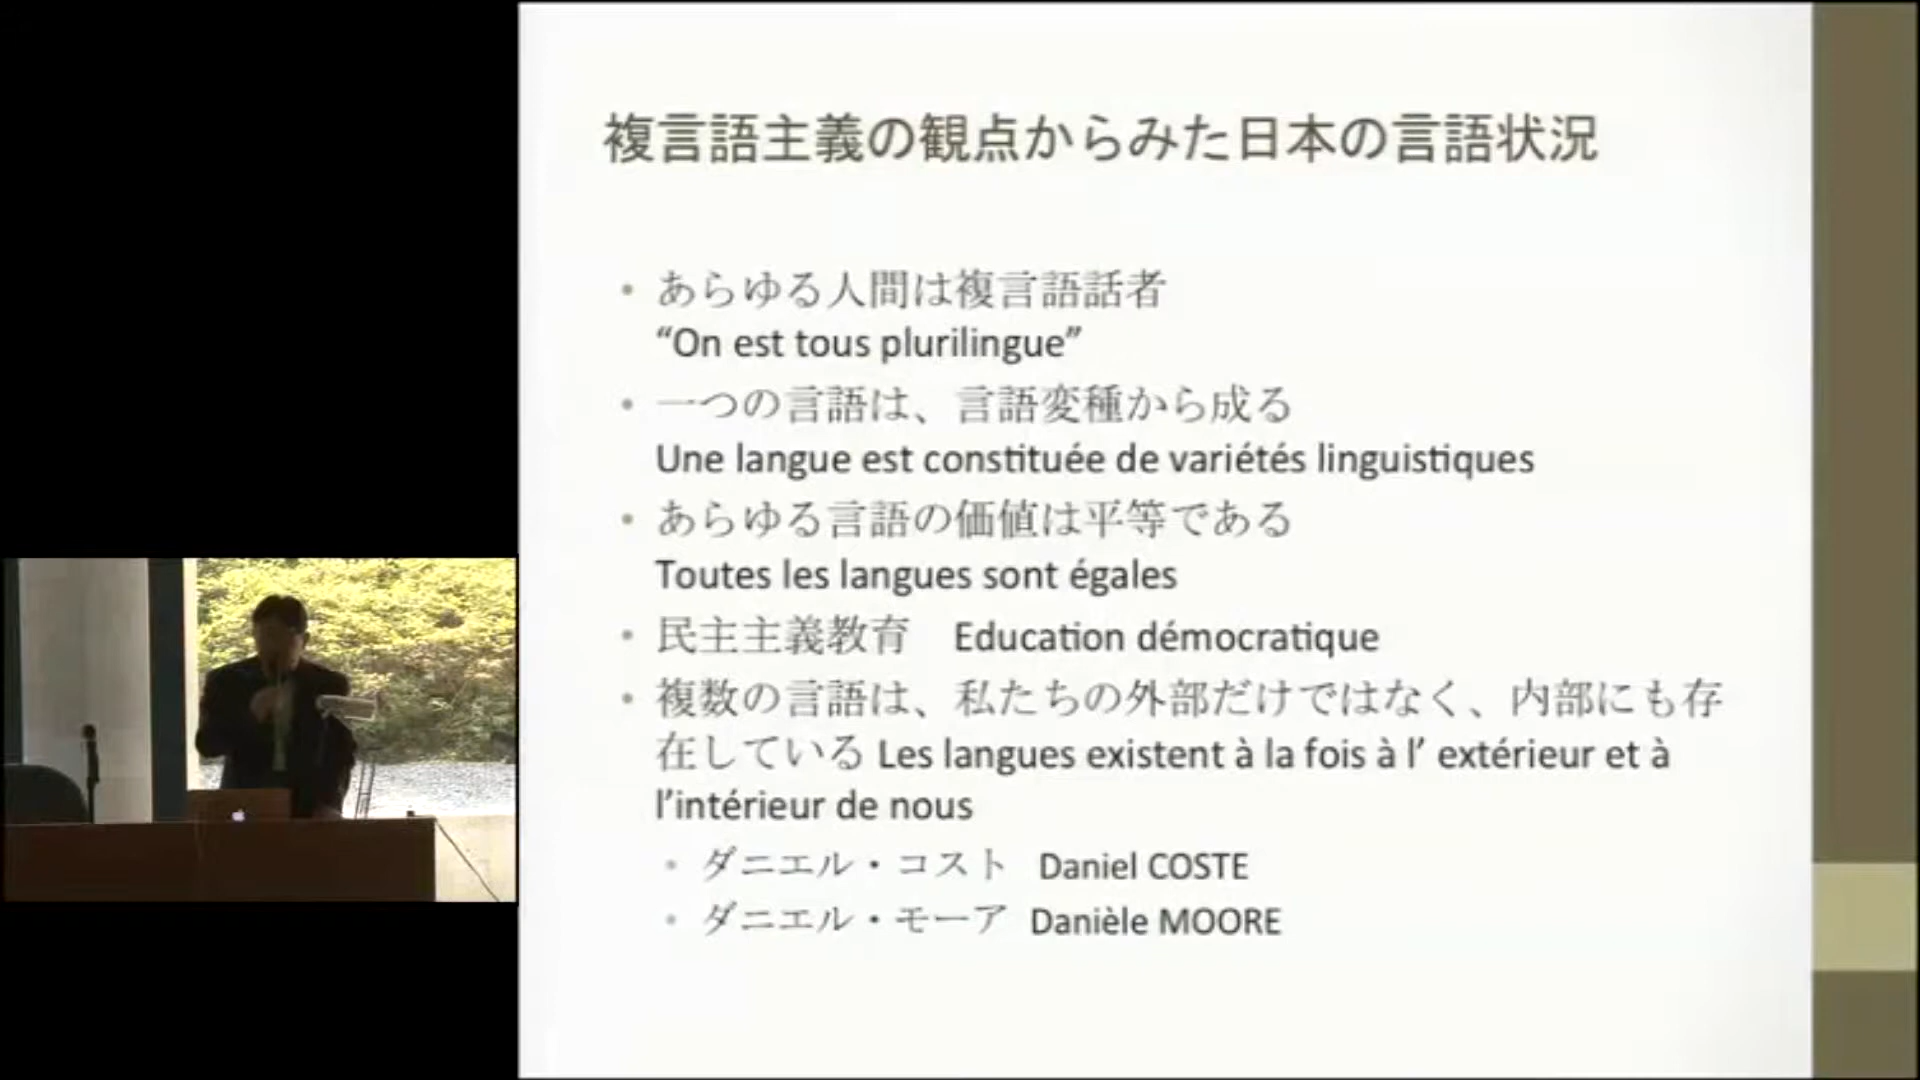 複言語主義の観点からみた日本の言語状況
• あらゆる人間は複言語話者
“On est tous plurilingue”
• 一つの言語は、言語変種から成る
Une langue est constituée de variétés linguistiques
• あらゆる言語の価値は平等である
Toutes les langues sont égales
• 民主主義教育　Education démocratique
• 複数の言語は、私たちの外部だけではなく、内部にも存
在している Les langues existent à la fois à l’ extérieur et à
l’intérieur de nous
• ダニエル・コスト Daniel COSTE
• ダニエル・モーア Danièle MOORE